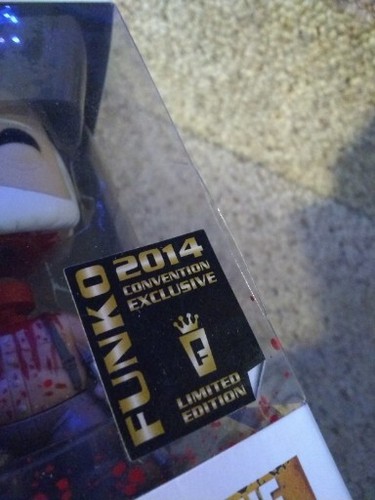 FUNKO
2014
CONVENTION
EXCLUSIVE
F
LIMITED
EDITION